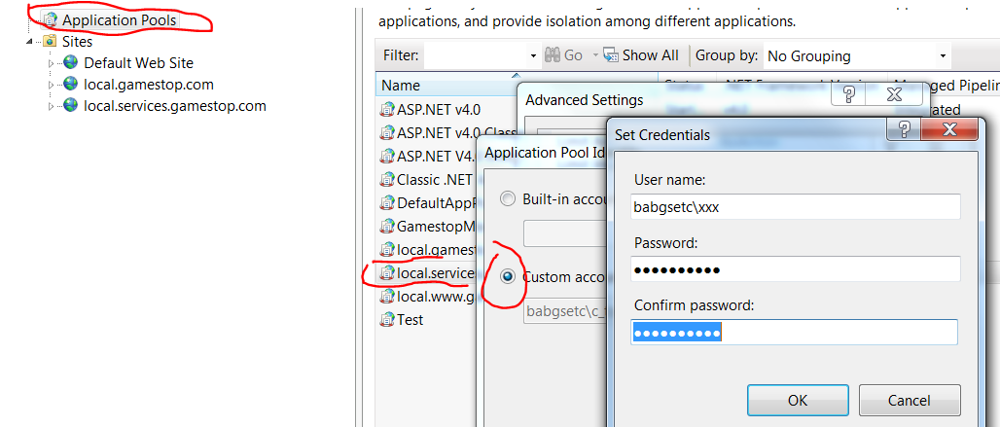 Application Pools
Sites
Default Web Site
local.gamestop.com
local.services.gamestop.com
applications, and provide isolation among different applications.
Filter:
Go
Show All
Group by:
No Grouping
Name
ASP.NET v4.0
ASP.NET v4.0 Class
ASP.NET V4.
Classic .NET
DefaultAppP
GamestopM
local.gamest
local.service
local.www.g
Test
Advanced Settings
Application Pool Ide
Built-in accou
Custom accou
babgsetc\c_
Set Credentials
User name:
babgsetc\xxx
Password:
●●●●●●●●●●
Confirm password:
●●●●●●●●●●
OK
Cancel